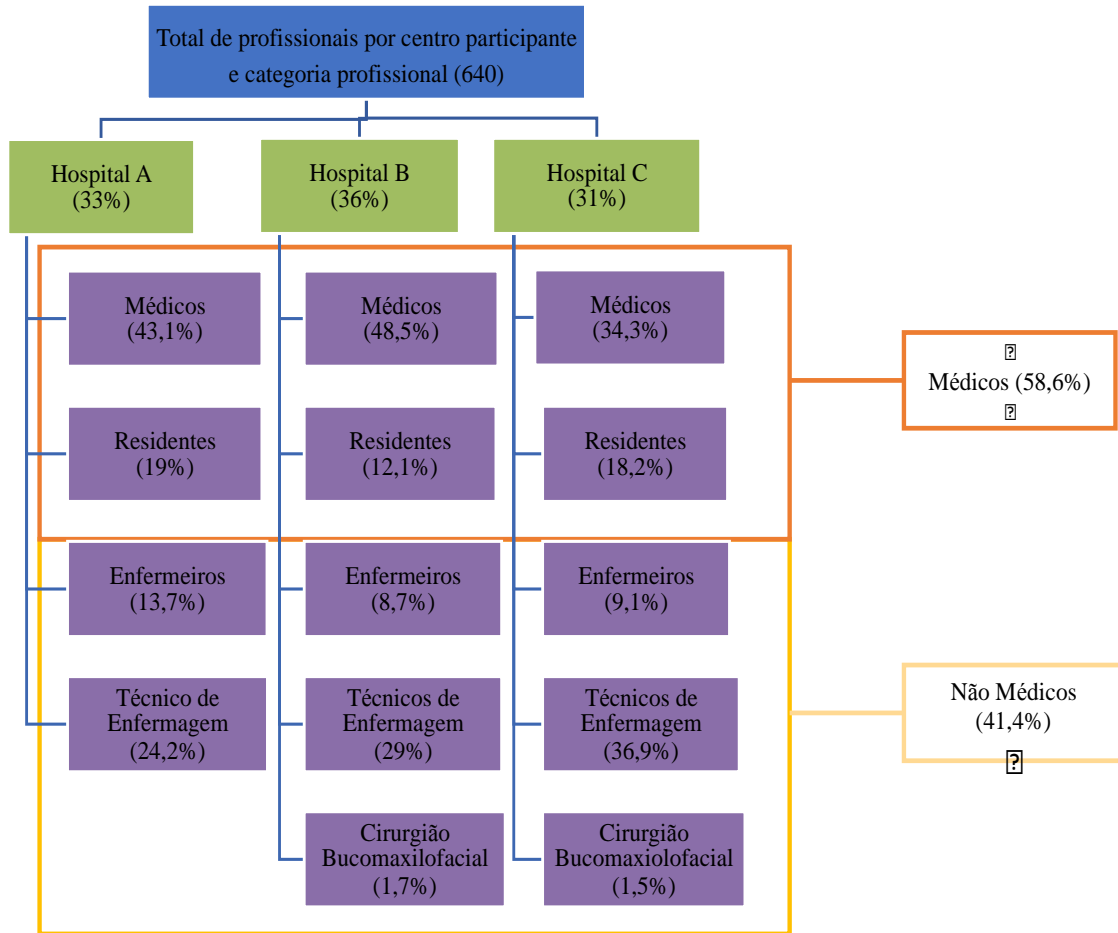 Total de profissionais por centro participante
e categoria profissional (640)
Hospital A
(33%)
Hospital B
(36%)
Hospital C
(31%)
Médicos
(43,1%)
Médicos
(48,5%)
Médicos
(34,3%)
Médicos (58,6%)
Residentes
(19%)
Residentes
(12,1%)
Residentes
(18,2%)
Enfermeiros
(13,7%)
Enfermeiros
(8,7%)
Enfermeiros
(9,1%)
Técnico de
Enfermagem
(24,2%)
Técnicos de
Enfermagem
(29%)
Técnicos de
Enfermagem
(36,9%)
Não Médicos
(41,4%)
Cirurgião
Bucomaxilofacial
(1,7%)
Cirurgião
Bucomaxiolofacial
(1,5%)